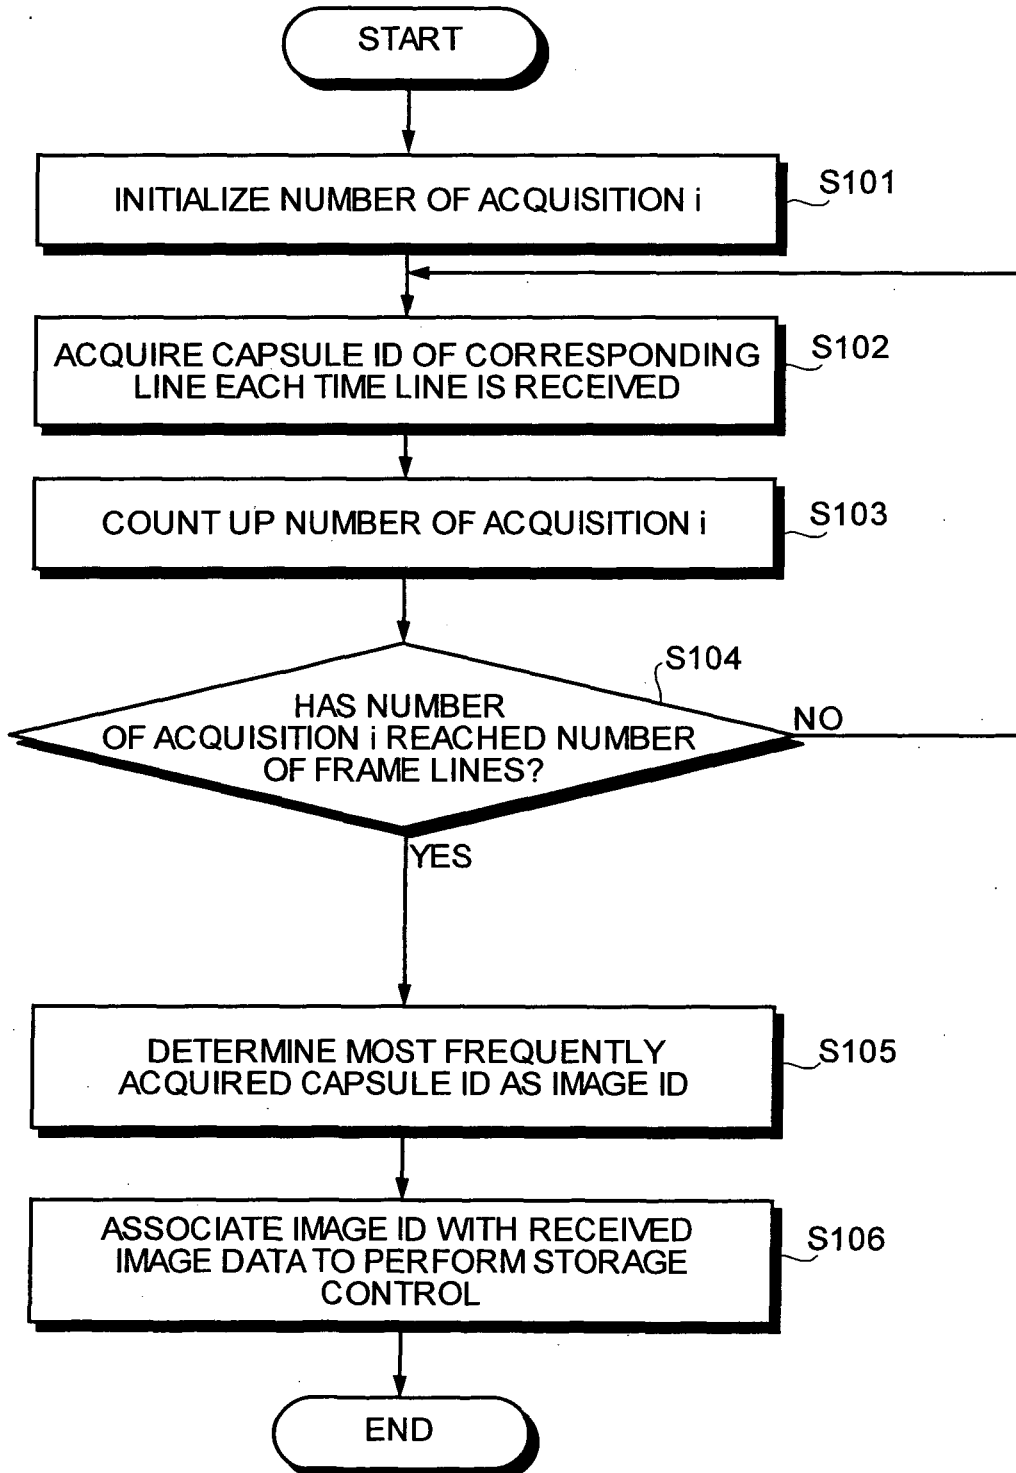 START
INITIALIZE NUMBER OF ACQUISITION i
S101
ACQUIRE CAPSULE ID OF CORRESPONDING
LINE EACH TIME LINE IS RECEIVED
S102
COUNT UP NUMBER OF ACQUISITION i
S103
S104
HAS NUMBER
OF ACQUISITION i REACHED NUMBER
OF FRAME LINES?
NO
YES
DETERMINE MOST FREQUENTLY
ACQUIRED CAPSULE ID AS IMAGE ID
S105
ASSOCIATE IMAGE ID WITH RECEIVED
IMAGE DATA TO PERFORM STORAGE
CONTROL
S106
END